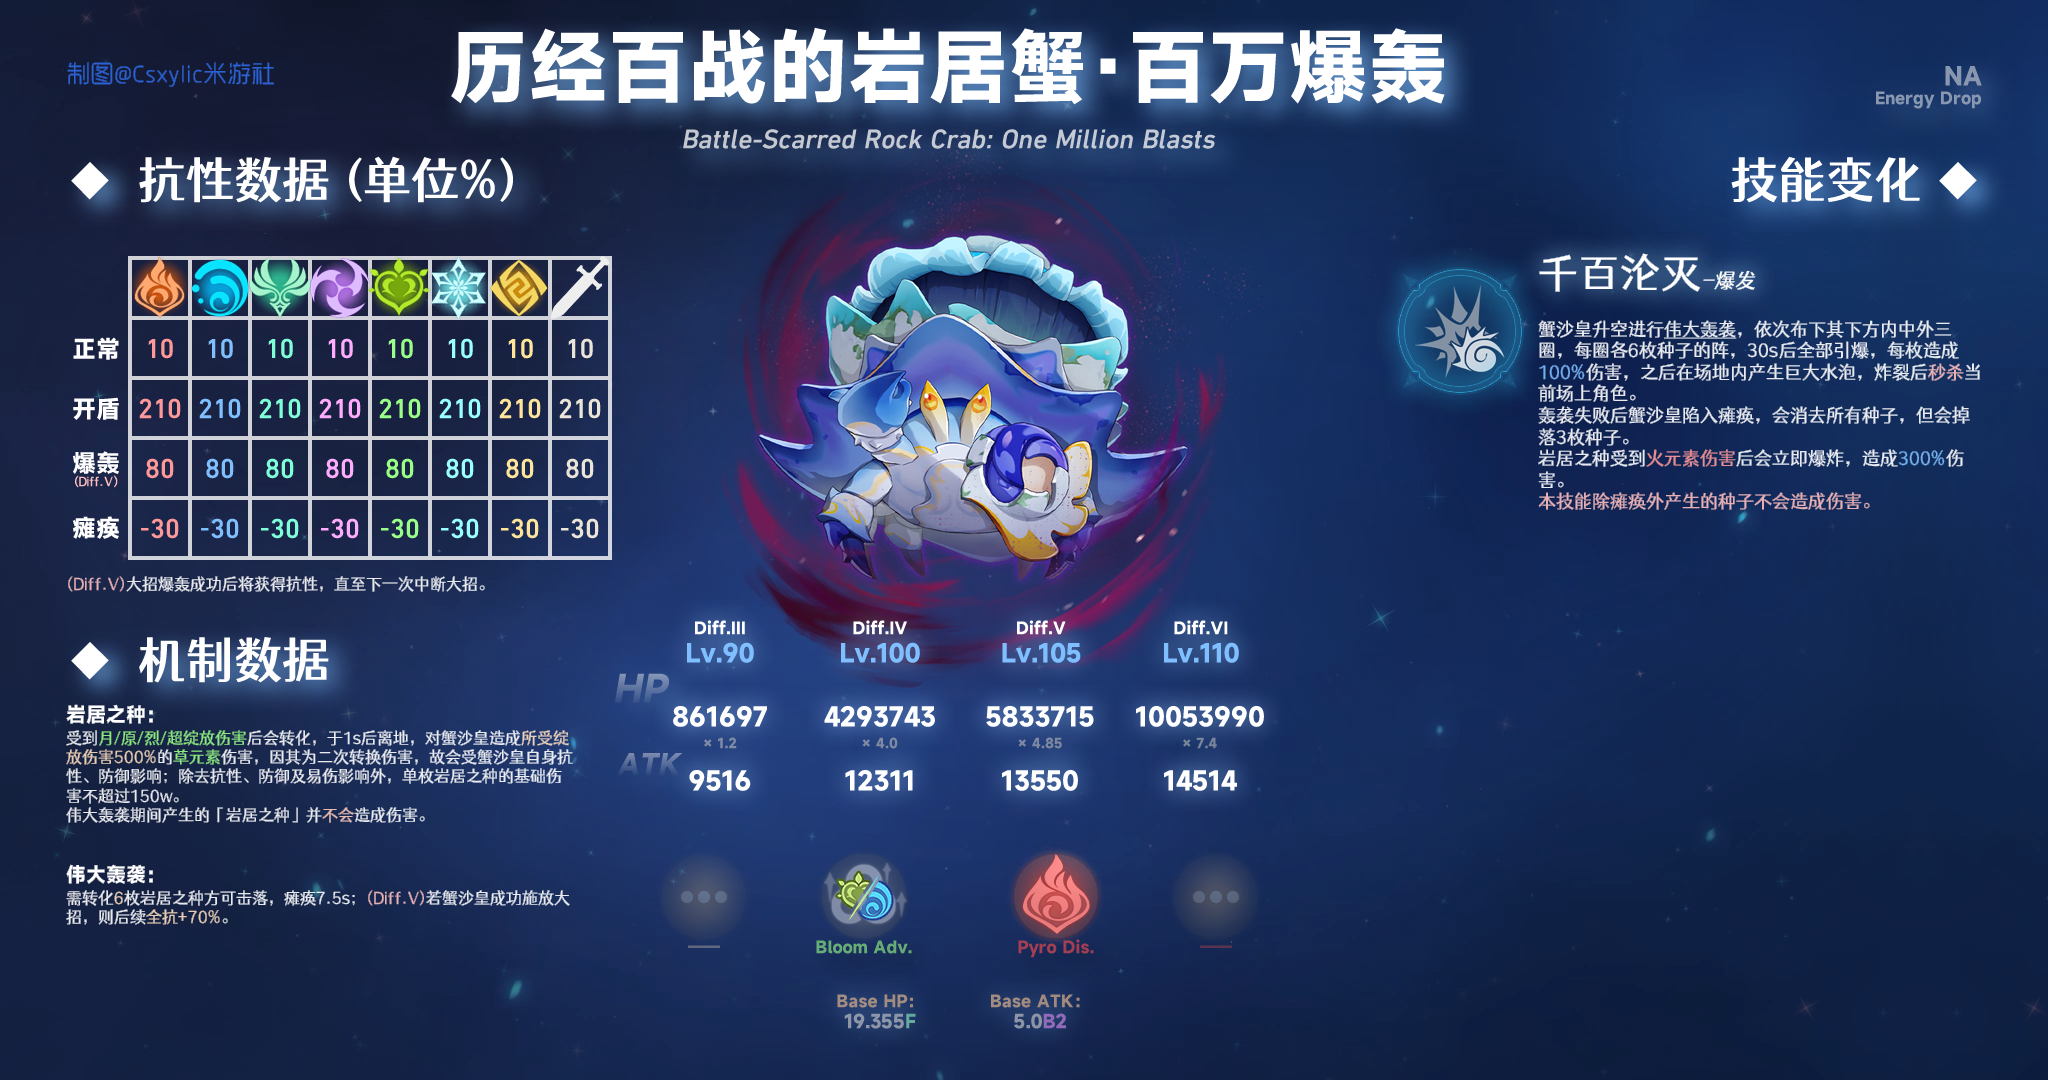 制图@Csxylic米游社
历经百战的岩居蟹·百万爆轰
Battle-Scarred Rock Crab: One Million Blasts
NA
Energy Drop
抗性数据 (单位%)
正常 10 10 10 10 10 10 10 10
开盾 210 210 210 210 210 210 210 210
爆轰 80 80 80 80 80 80 80 80
(Diff.V)
瘫痪 -30 -30 -30 -30 -30 -30 -30 -30
(Diff.V)大招爆轰成功后将获得抗性，直至下一次中断大招。
机制数据
岩居之种：
受到月/原/烈/超绽放伤害后会转化，于1s后离地，对蟹沙皇造成所受绽
放伤害500%的草元素伤害，因其为二次转换伤害，故会受蟹沙皇自身抗
性、防御影响；除去抗性、防御及易伤影响外，单枚岩居之种的基础伤
害不超过150w。
伟大轰袭期间产生的「岩居之种」并不会造成伤害。
伟大轰袭：
需转化6枚岩居之种方可击落，瘫痪7.5s；(Diff.V)若蟹沙皇成功施放大
招，则后续全抗+70%。
Diff.III Diff.IV Diff.V Diff.VI
Lv.90 Lv.100 Lv.105 Lv.110
HP
861697 4293743 5833715 10053990
× 1.2 × 4.0 × 4.85 × 7.4
ATK
9516 12311 13550 14514
Bloom Adv.
Pyro Dis.
Base HP:
19.355F
Base ATK:
5.0B2
技能变化
千百沦灭–爆发
蟹沙皇升空进行伟大轰袭，依次布下其下方内中外三
圈，每圈各6枚种子的阵，30s后全部引爆，每枚造成
100%伤害，之后在场地内产生巨大水泡，炸裂后秒杀当
前场上角色。
轰袭失败后蟹沙皇陷入瘫痪，会消去所有种子，但会掉
落3枚种子。
岩居之种受到火元素伤害后会立即爆炸，造成300%伤
害。
本技能除瘫痪外产生的种子不会造成伤害。